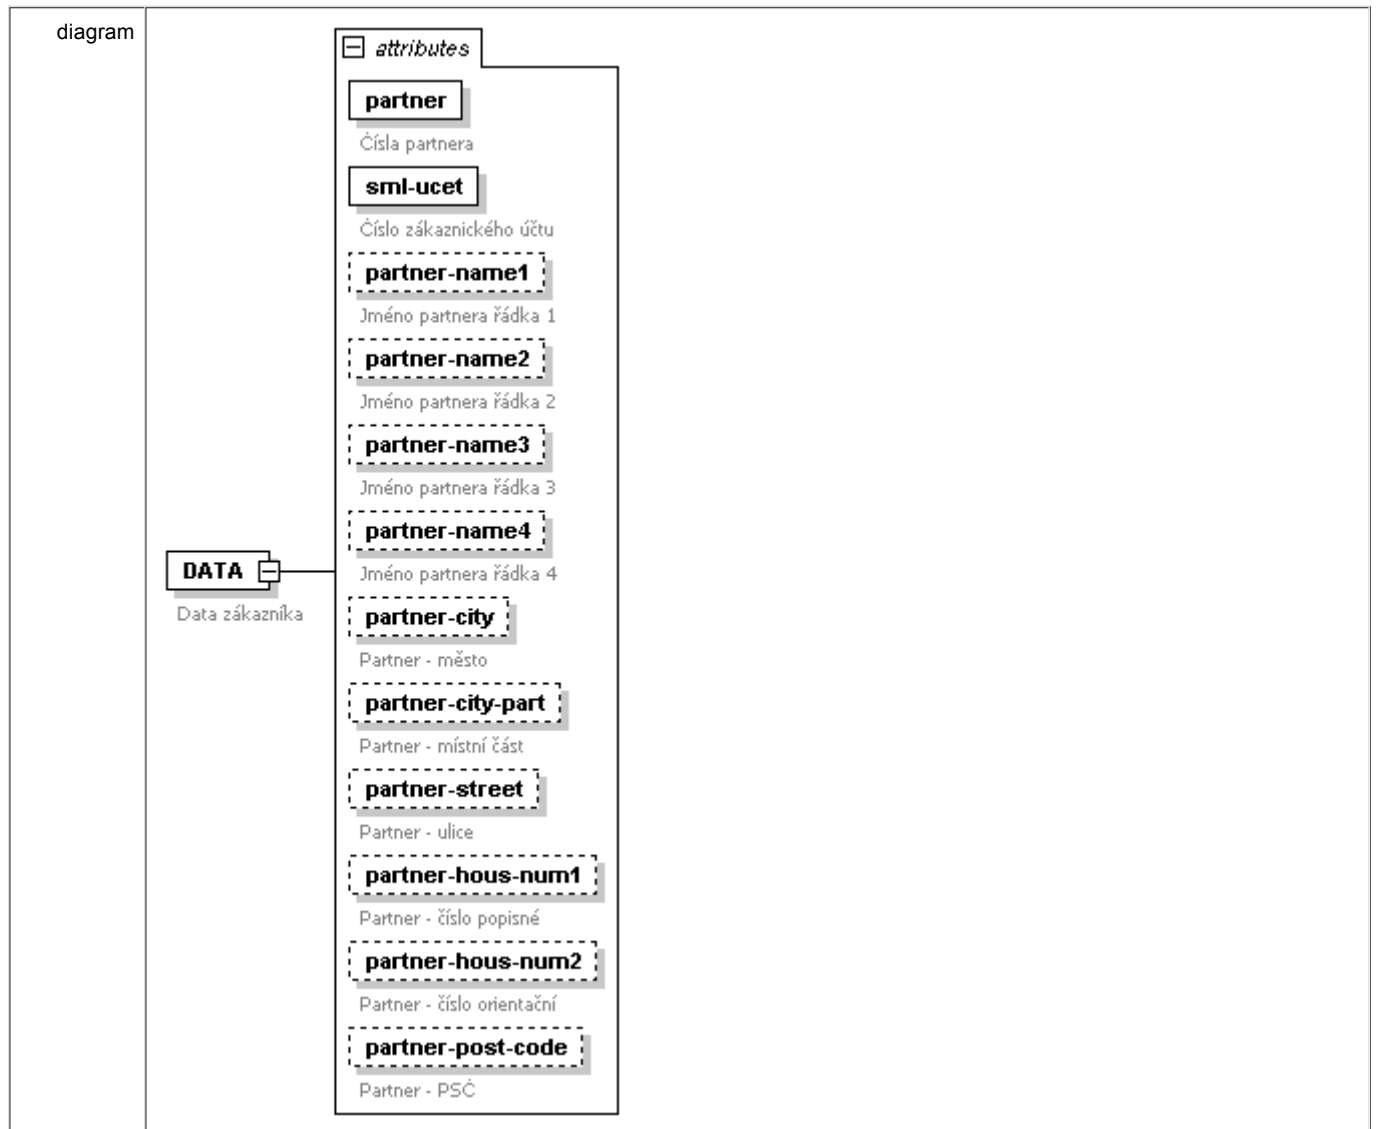 diagram
attributes
partner
Čísla partnera
sml-ucet
Číslo zákaznického účtu
partner-name1
Jméno partnera řádka 1
partner-name2
Jméno partnera řádka 2
partner-name3
Jméno partnera řádka 3
partner-name4
Jméno partnera řádka 4
DATA
Data zákazníka
partner-city
Partner - město
partner-city-part
Partner - místní část
partner-street
Partner - ulice
partner-hous-num1
Partner - číslo popisné
partner-hous-num2
Partner - číslo orientační
partner-post-code
Partner - PSČ